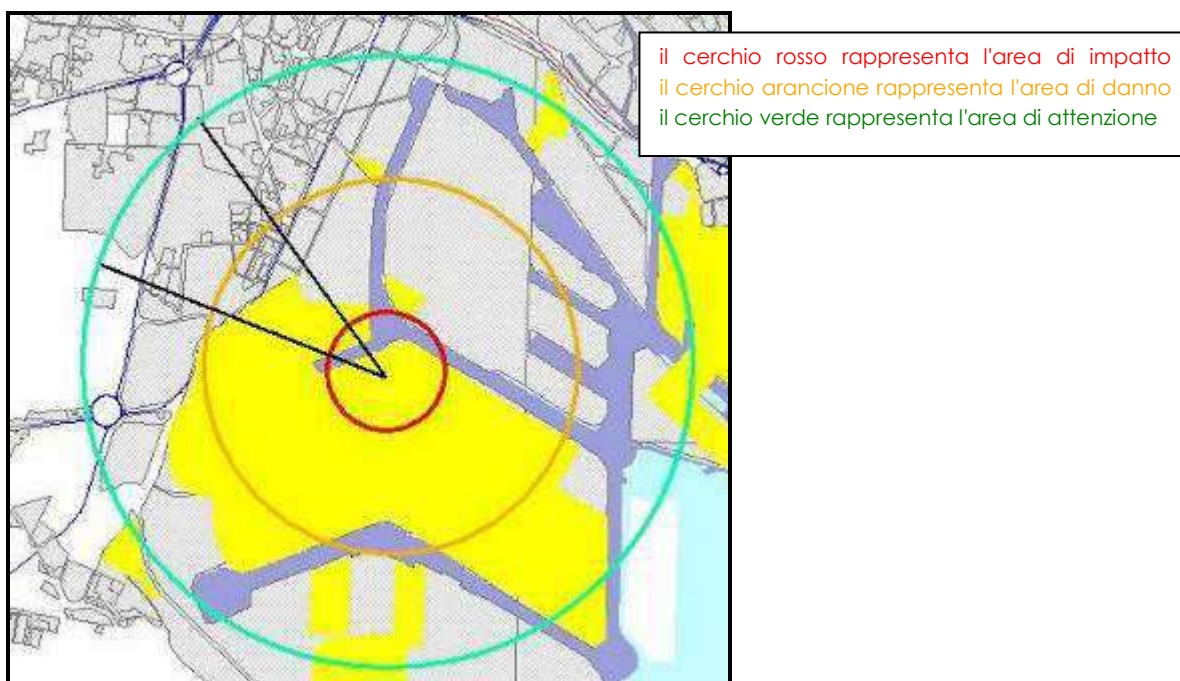 il cerchio rosso rappresenta l'area di impatto
il cerchio arancione rappresenta l'area di danno
il cerchio verde rappresenta l'area di attenzione